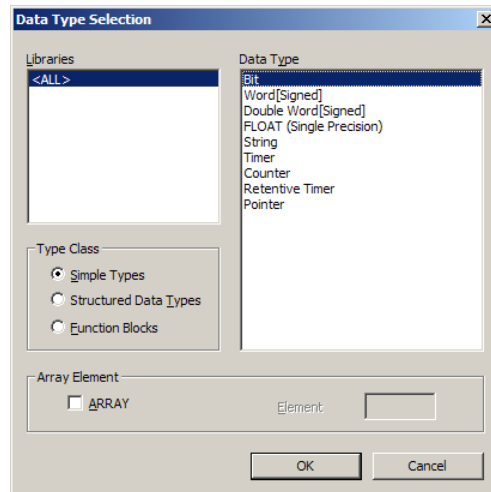 Data Type Selection
Libraries
<ALL>
Data Type
Bit
Word[Signed]
Double Word[Signed]
FLOAT (Single Precision)
String
Timer
Counter
Retentive Timer
Pointer
Type Class
Simple Types
Structured Data Types
Function Blocks
Array Element
ARRAY
Element
OK
Cancel